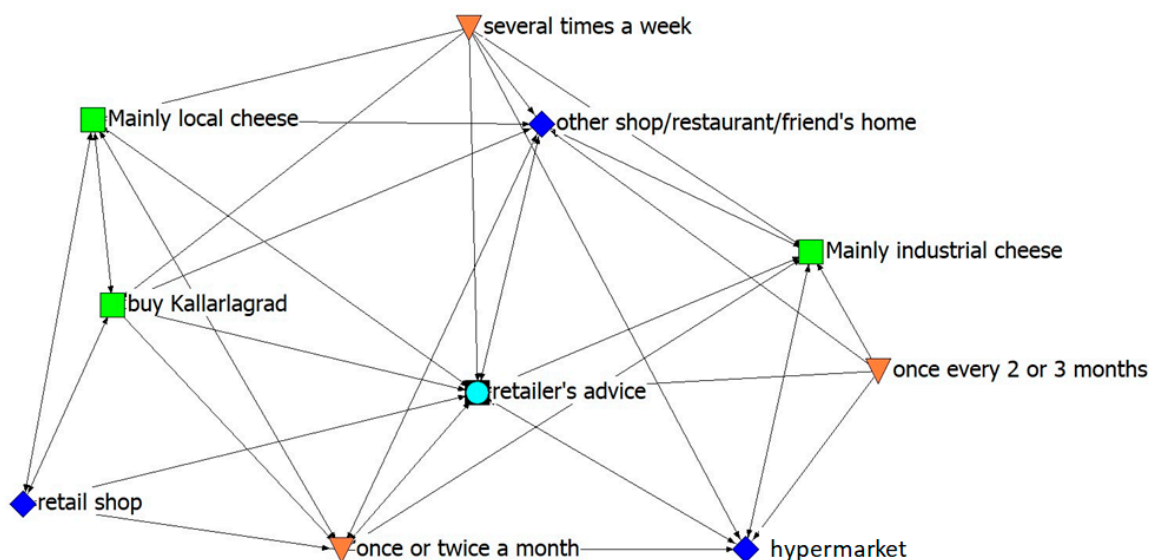 several times a week
Mainly local cheese
other shop/restaurant/friend's home
Mainly industrial cheese
buy Kallarlagrad
once every 2 or 3 months
retailer's advice
retail shop
once or twice a month
hypermarket